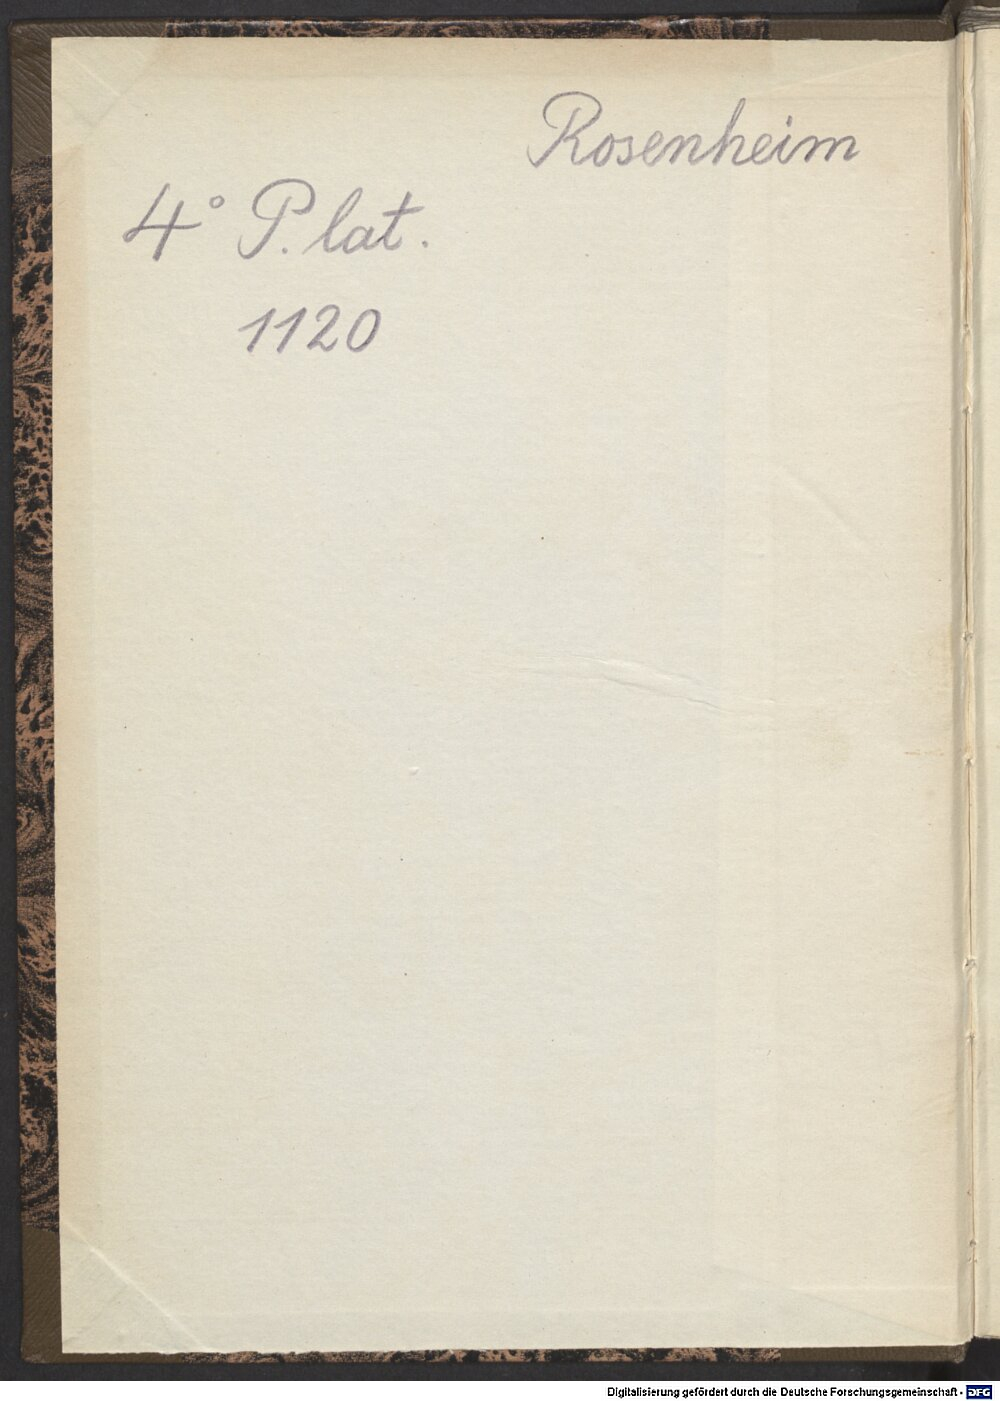 Rosenheim
4° P. lat.
1120
Digitalisierung gefördert durch die Deutsche Forschungsgemeinschaft - DFG